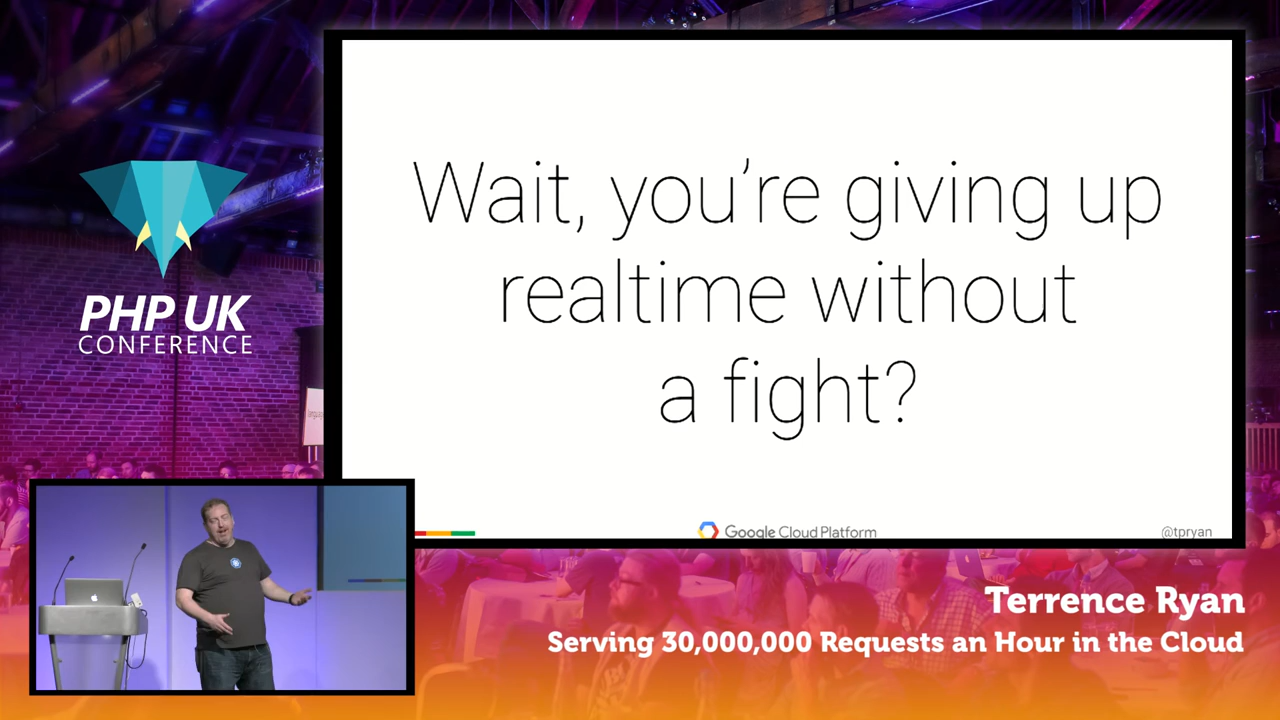 Wait, you're giving up
realtime without
a fight?
Google Cloud Platform
@tpryan
PHP UK
CONFERENCE
Terrence Ryan
Serving 30,000,000 Requests an Hour in the Cloud